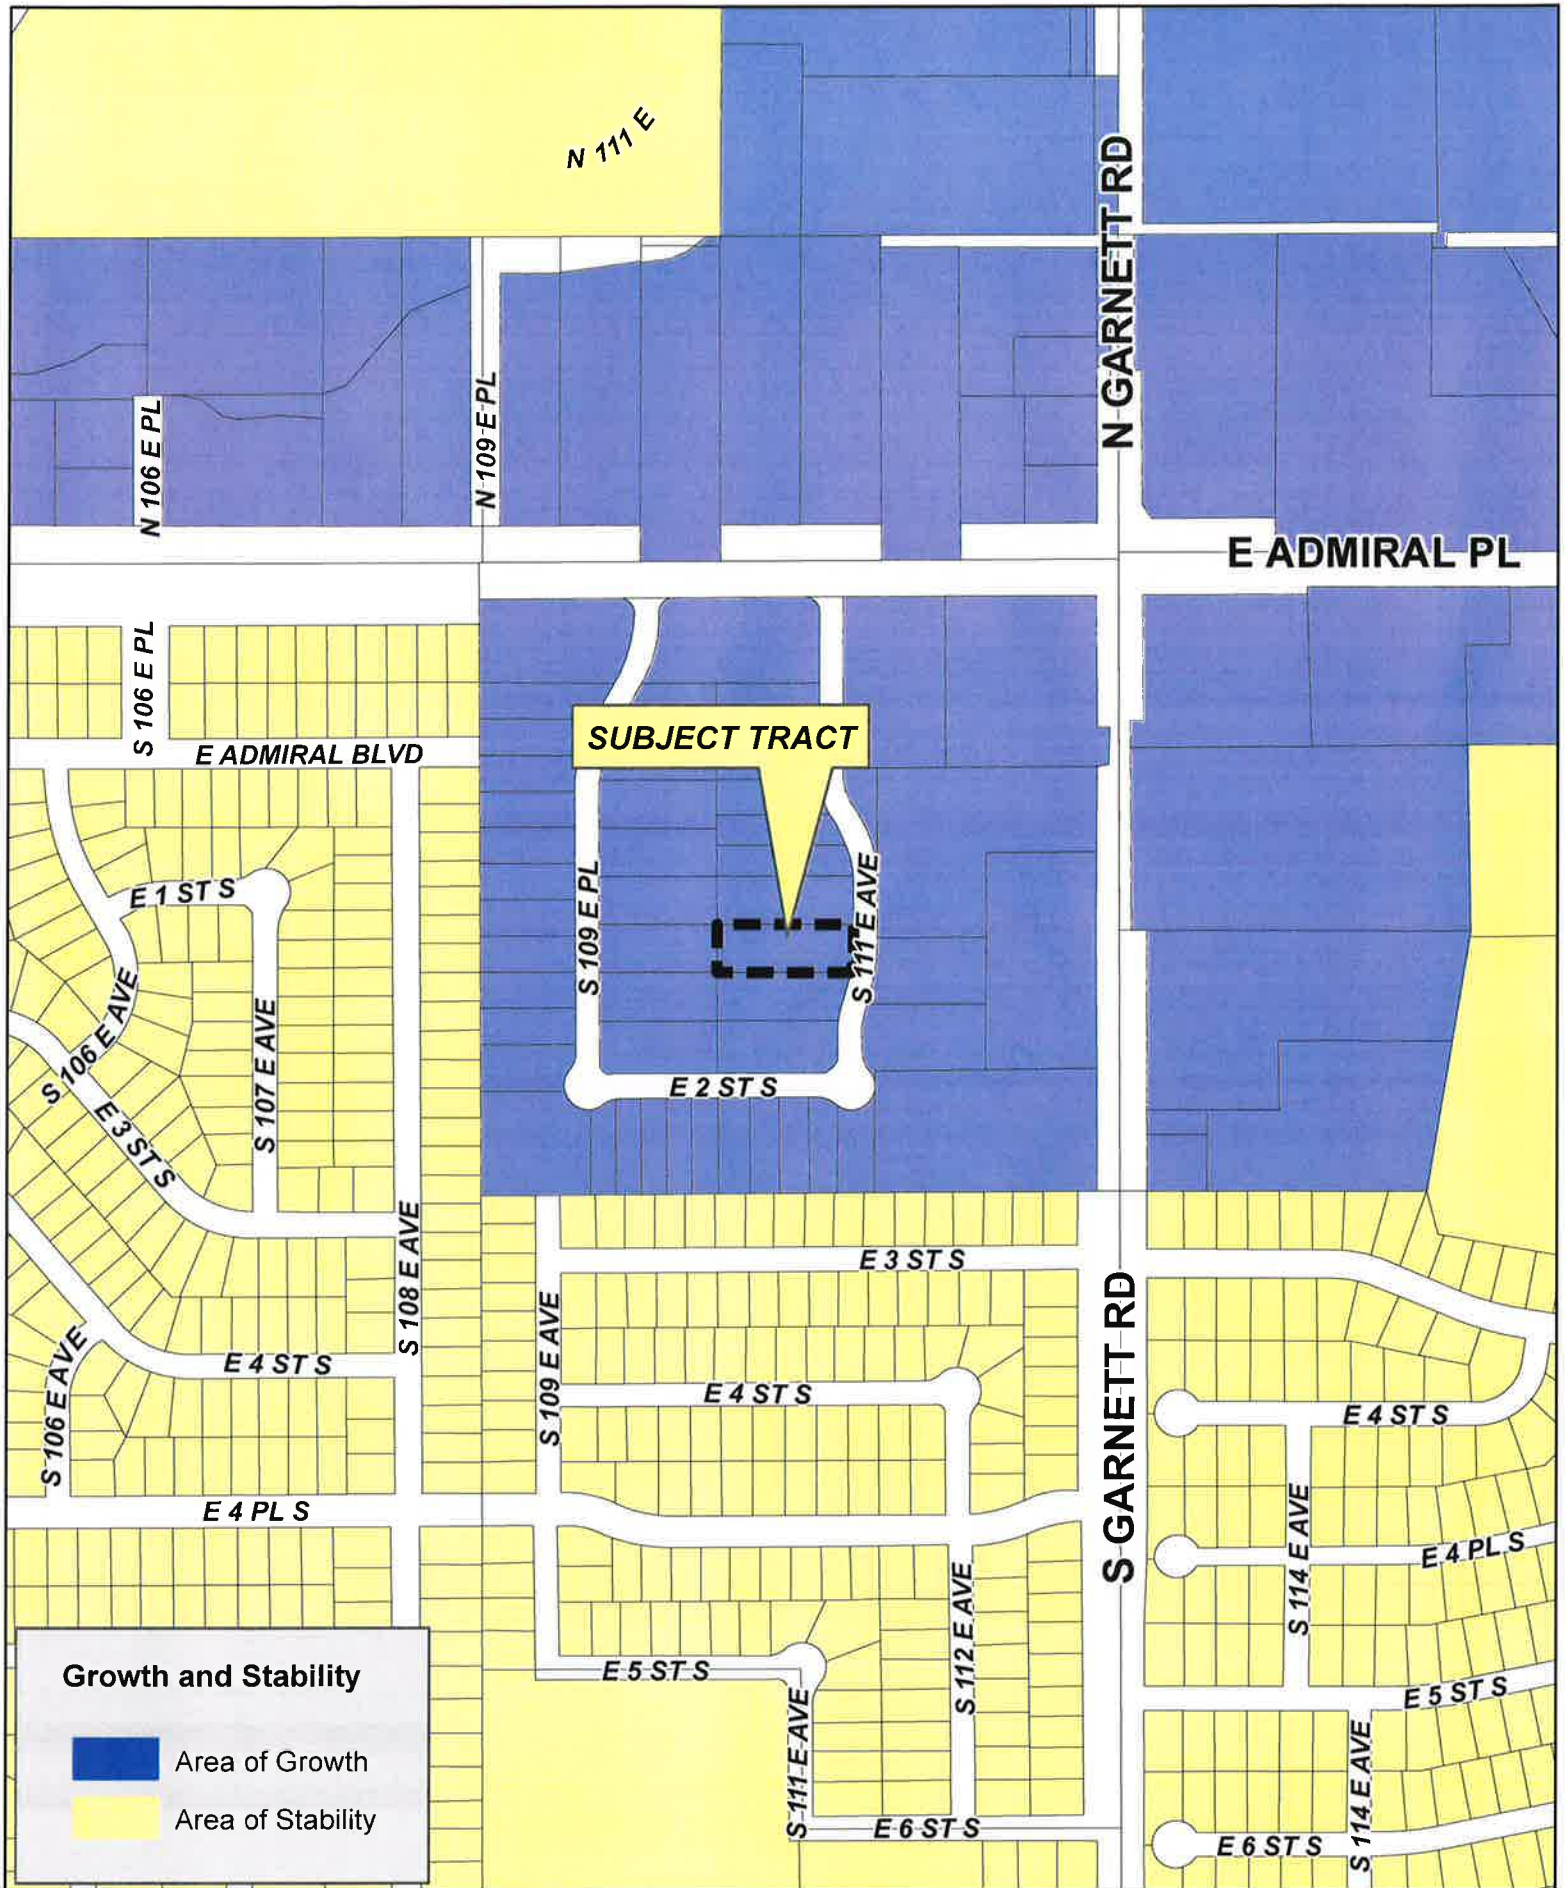 N 111 E
N GARNETT RD
N 106 E PL
N 109 E PL
E ADMIRAL PL
S 106 E PL
E ADMIRAL BLVD
SUBJECT TRACT
E 1 ST S
S 109 E PL
S 111 E AVE
S 106 E AVE
S 107 E AVE
E 2 ST S
E 3 ST S
S 108 E AVE
E 3 ST S
S 109 E AVE
S GARNETT RD
S 106 E AVE
E 4 ST S
E 4 ST S
E 4 ST S
E 4 PL S
S 114 E AVE
E 4 PL S
S 112 E AVE
E 5 ST S
E 5 ST S
S 111 E AVE
S 114 E AVE
E 6 ST S
E 6 ST S
Growth and Stability
Area of Growth
Area of Stability